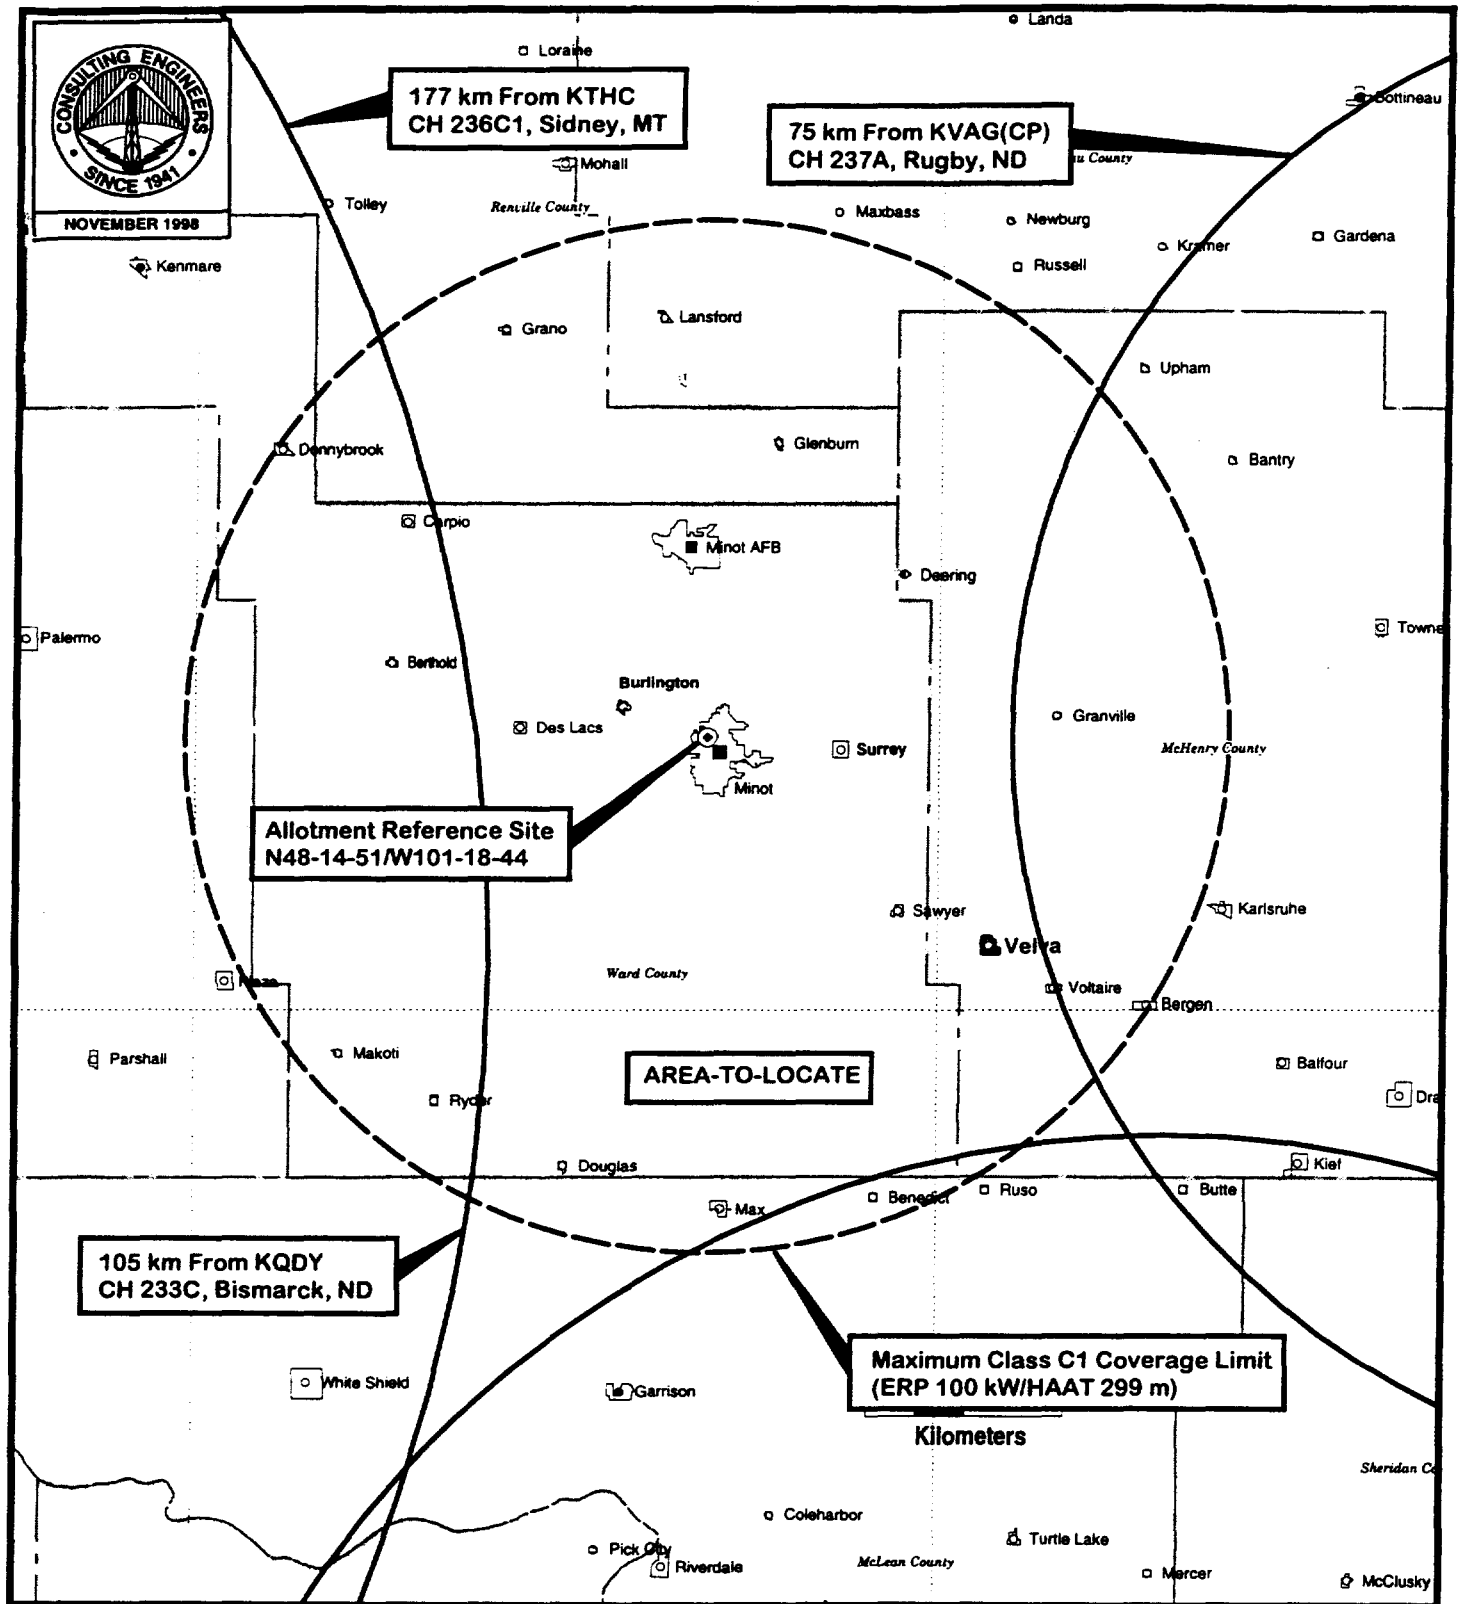 Landa
CONSULTING ENGINEERS
Loraine
177 km From KTHC
CH 236C1, Sidney, MT
Bottineau
75 km From KVAG(CP)
CH 237A, Rugby, ND
u County
Mohall
SINCE 1941
Tolley
Renville County
Maxbass
Newburg
NOVEMBER 1998
Gardena
Kramer
Kenmare
Russell
Lansford
Grano
Upham
Donnybrook
Glenburn
Bantry
Carpio
Minot AFB
Deering
Towne
Palermo
Berthold
Burlington
Granville
Des Lacs
Surrey
McHenry County
Minot
Allotment Reference Site
N48-14-51/W101-18-44
Sawyer
Karlsruhe
Velva
Ward County
Plaza
Voltaire
Bergen
Parshall
Makoti
Balfour
AREA-TO-LOCATE
Ryder
Dra
Douglas
Kief
Benedict
Ruso
Butte
Max
105 km From KQDY
CH 233C, Bismarck, ND
Maximum Class C1 Coverage Limit
(ERP 100 kW/HAAT 299 m)
White Shield
Garrison
Kilometers
Sheridan Co
Coleharbor
Turtle Lake
Pick City
Riverdale
McLean County
Mercer
McClusky